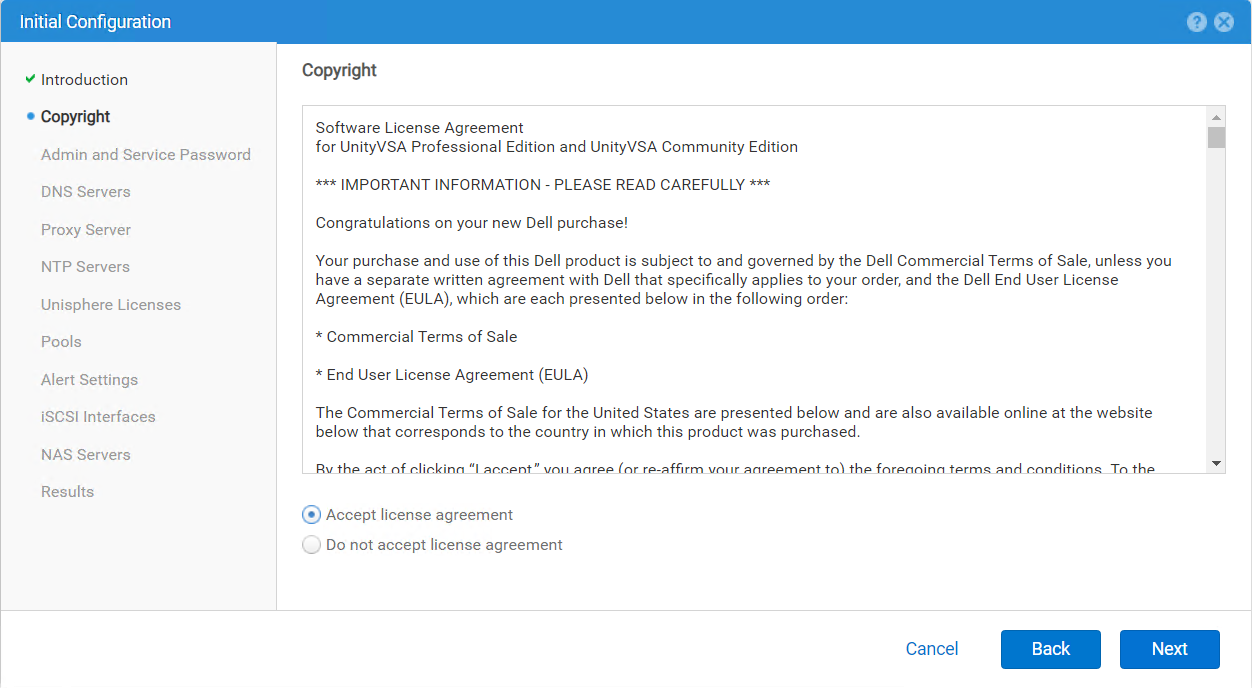 Initial Configuration
Introduction
Copyright
Admin and Service Password
DNS Servers
Proxy Server
NTP Servers
Unisphere Licenses
Pools
Alert Settings
iSCSI Interfaces
NAS Servers
Results
Copyright
Software License Agreement
for UnityVSA Professional Edition and UnityVSA Community Edition
*** IMPORTANT INFORMATION - PLEASE READ CAREFULLY ***
Congratulations on your new Dell purchase!
Your purchase and use of this Dell product is subject to and governed by the Dell Commercial Terms of Sale, unless you
have a separate written agreement with Dell that specifically applies to your order, and the Dell End User License
Agreement (EULA), which are each presented below in the following order:
* Commercial Terms of Sale
* End User License Agreement (EULA)
The Commercial Terms of Sale for the United States are presented below and are also available online at the website
below that corresponds to the country in which this product was purchased.
By the act of clicking “I accept,” you agree (or re-affirm your agreement to) the foregoing terms and conditions. To the
Accept license agreement
Do not accept license agreement
Cancel
Back
Next